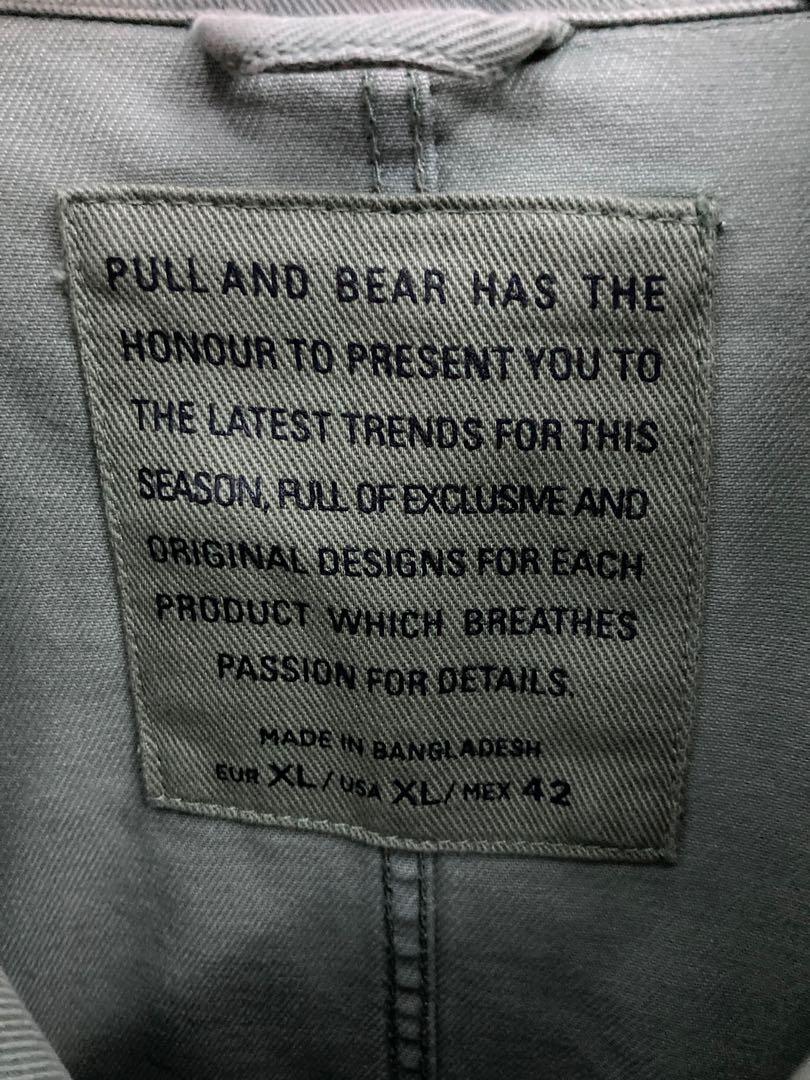 PULL AND BEAR HAS THE
HONOUR TO PRESENT YOU TO
THE LATEST TRENDS FOR THIS
SEASON, FULL OF EXCLUSIVE AND
ORIGINAL DESIGNS FOR EACH
PRODUCT WHICH BREATHES
PASSION FOR DETAILS.
MADE IN BANGLADESH
EUR XL/USA XL/MEX 42